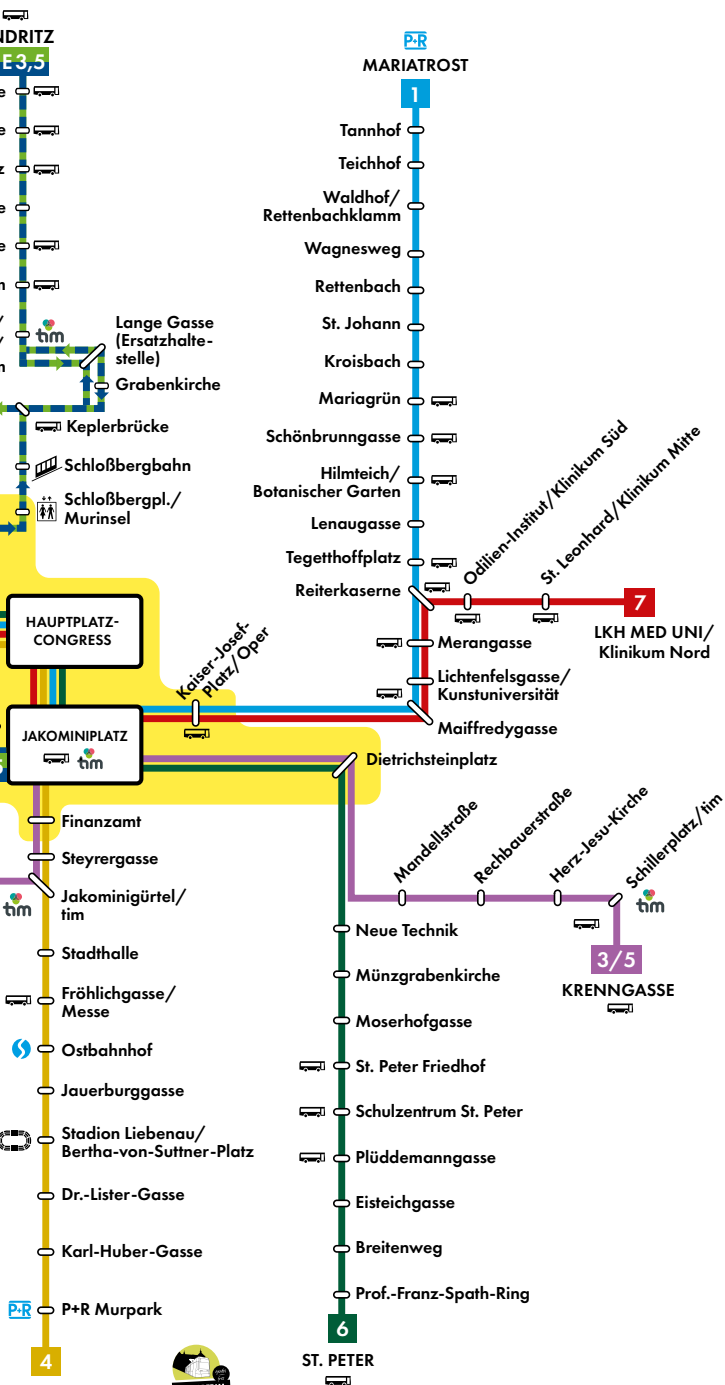 NDRITZ
E 3,5
P+R
MARIATROST
1
Tannhof
Teichhof
Waldhof/
Rettenbachklamm
Wagnesweg
Rettenbach
St. Johann
Kroisbach
Mariagrün
Schönbrunngasse
Hilmteich/
Botanischer Garten
Lenaugasse
Tegetthoffplatz
Reiterkaserne
Odilien-Institut/Klinikum Süd
St. Leonhard/Klinikum Mitte
7
LKH MED UNI/
Klinikum Nord
Merangasse
Lichtenfelsgasse/
Kunstuniversität
Maiffredygasse
tim
Lange Gasse
(Ersatzhalte-
stelle)
Grabenkirche
Keplerbrücke
Schloßbergbahn
Schloßbergpl./
Murinsel
HAUPTPLATZ-
CONGRESS
Kaiser-Josef-
Platz/Oper
JAKOMINIPLATZ
tim
Dietrichsteinplatz
Mandellstraße
Rechbauerstraße
Herz-Jesu-Kirche
Schillerplatz/tim
tim
3/5
KRENNGASSE
Finanzamt
Steyrergasse
Jakominigürtel/
tim
tim
Stadthalle
Fröhlichgasse/
Messe
Ostbahnhof
Jauerburggasse
Stadion Liebenau/
Bertha-von-Suttner-Platz
Dr.-Lister-Gasse
Karl-Huber-Gasse
P+R
P+R Murpark
4
Neue Technik
Münzgrabenkirche
Moserhofgasse
St. Peter Friedhof
Schulzentrum St. Peter
Plüddemanngasse
Eisteichgasse
Breitenweg
Prof.-Franz-Spath-Ring
6
ST. PETER